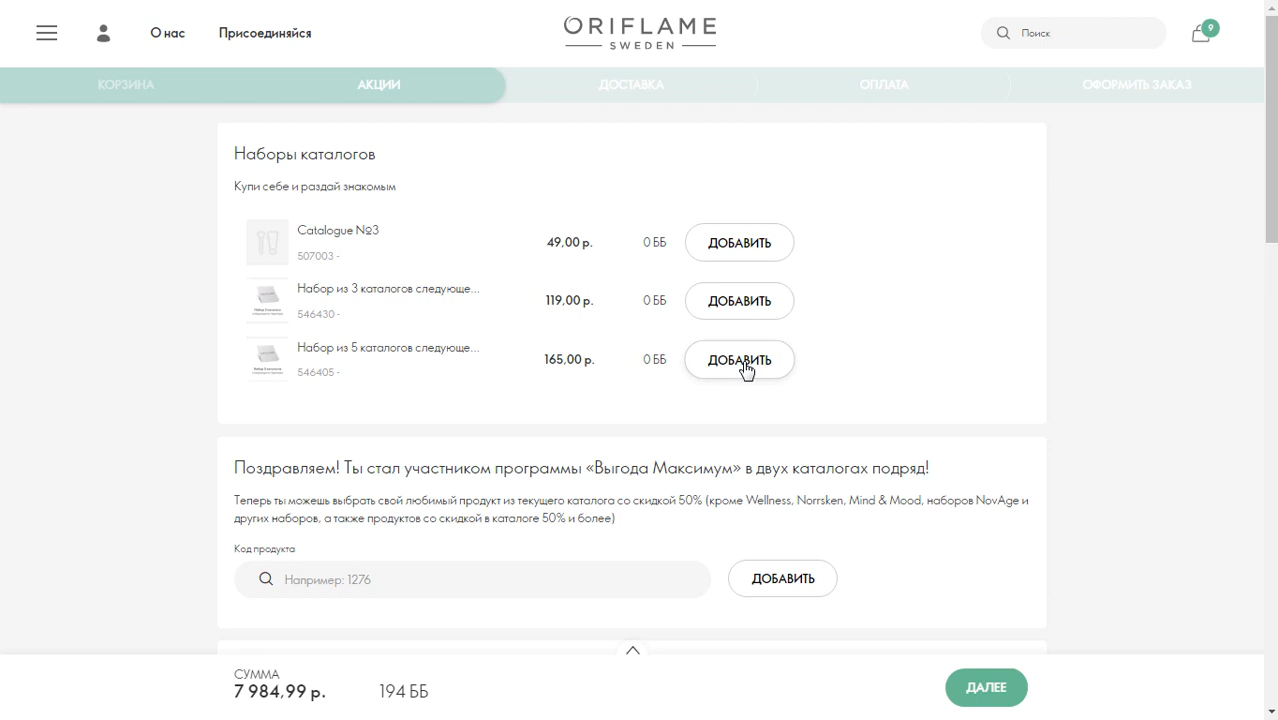 О нас
Присоединяйся
ORIFLAME
SWEDEN
Поиск
9
КОРЗИНА
АКЦИИ
ДОСТАВКА
ОПЛАТА
ОФОРМИТЬ ЗАКАЗ
Наборы каталогов
Купи себе и раздай знакомым
Catalogue №3
507003 -
49,00 р.
0 ББ
ДОБАВИТЬ
Набор из 3 каталогов следующе...
546430 -
119,00 р.
0 ББ
ДОБАВИТЬ
Набор из 5 каталогов следующе...
546405 -
165,00 р.
0 ББ
ДОБАВИТЬ
Поздравляем! Ты стал участником программы «Выгода Максимум» в двух каталогах подряд!
Теперь ты можешь выбрать свой любимый продукт из текущего каталога со скидкой 50% (кроме Wellness, Norrsken, Mind & Mood, наборов NovAge и
других наборов, а также продуктов со скидкой в каталоге 50% и более)
Код продукта
Например: 1276
ДОБАВИТЬ
СУММА
7 984,99 р.
194 ББ
ДАЛЕЕ